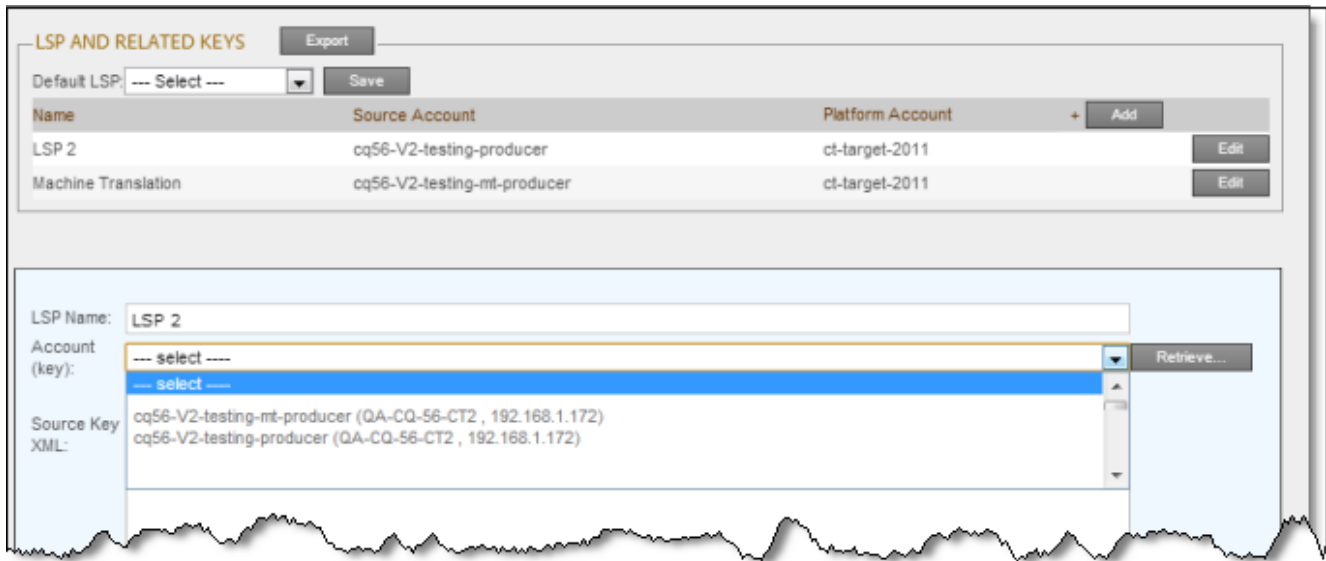 LSP AND RELATED KEYS Export
Default LSP: --- Select --- Save
Name Source Account Platform Account + Add
LSP 2 cq56-V2-testing-producer ct-target-2011 Edit
Machine Translation cq56-V2-testing-mt-producer ct-target-2011 Edit
LSP Name: LSP 2
Account (key): --- select ---- Retrieve...
--- select ----
Source Key XML:
cq56-V2-testing-mt-producer (QA-CQ-56-CT2 , 192.168.1.172)
cq56-V2-testing-producer (QA-CQ-56-CT2 , 192.168.1.172)